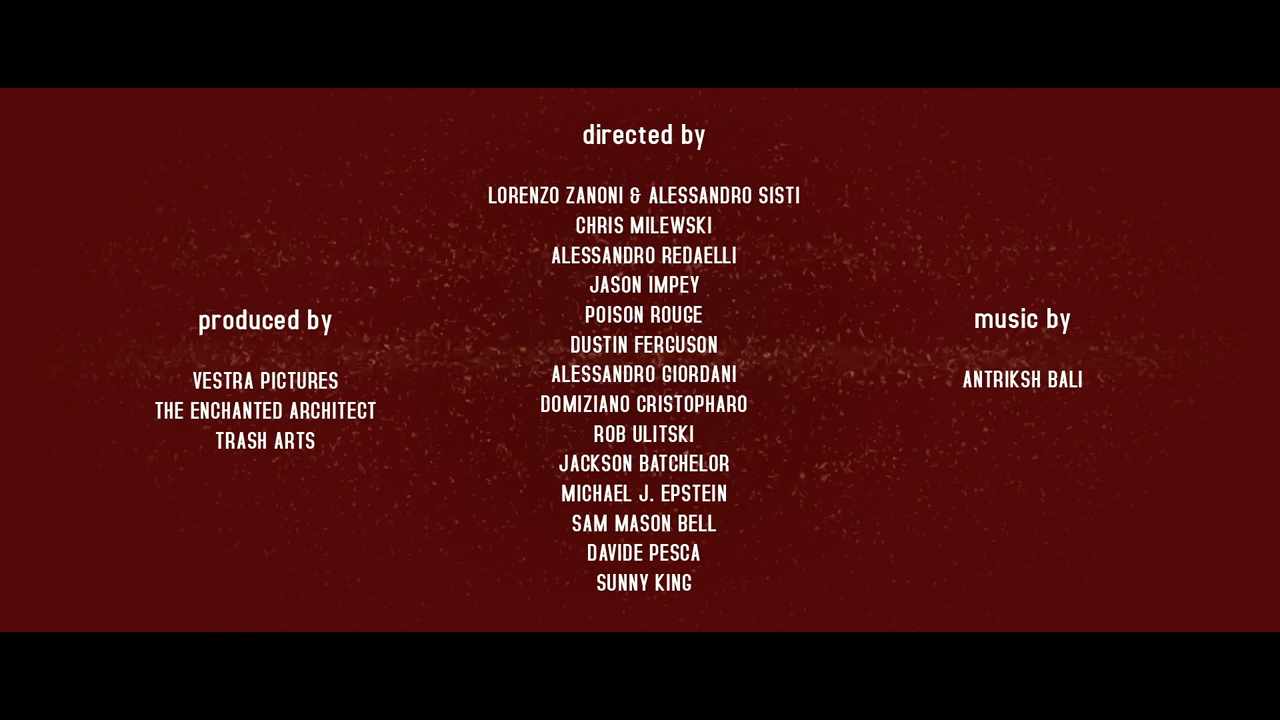 directed by
LORENZO ZANONI & ALESSANDRO SISTI
CHRIS MILEWSKI
ALESSANDRO REDAELLI
JASON IMPEY
POISON ROUGE
DUSTIN FERGUSON
ALESSANDRO GIORDANI
DOMIZIANO CRISTOPHARO
ROB ULITSKI
JACKSON BATCHELOR
MICHAEL J. EPSTEIN
SAM MASON BELL
DAVIDE PESCA
SUNNY KING
produced by
VESTRA PICTURES
THE ENCHANTED ARCHITECT
TRASH ARTS
music by
ANTRIKSH BALI